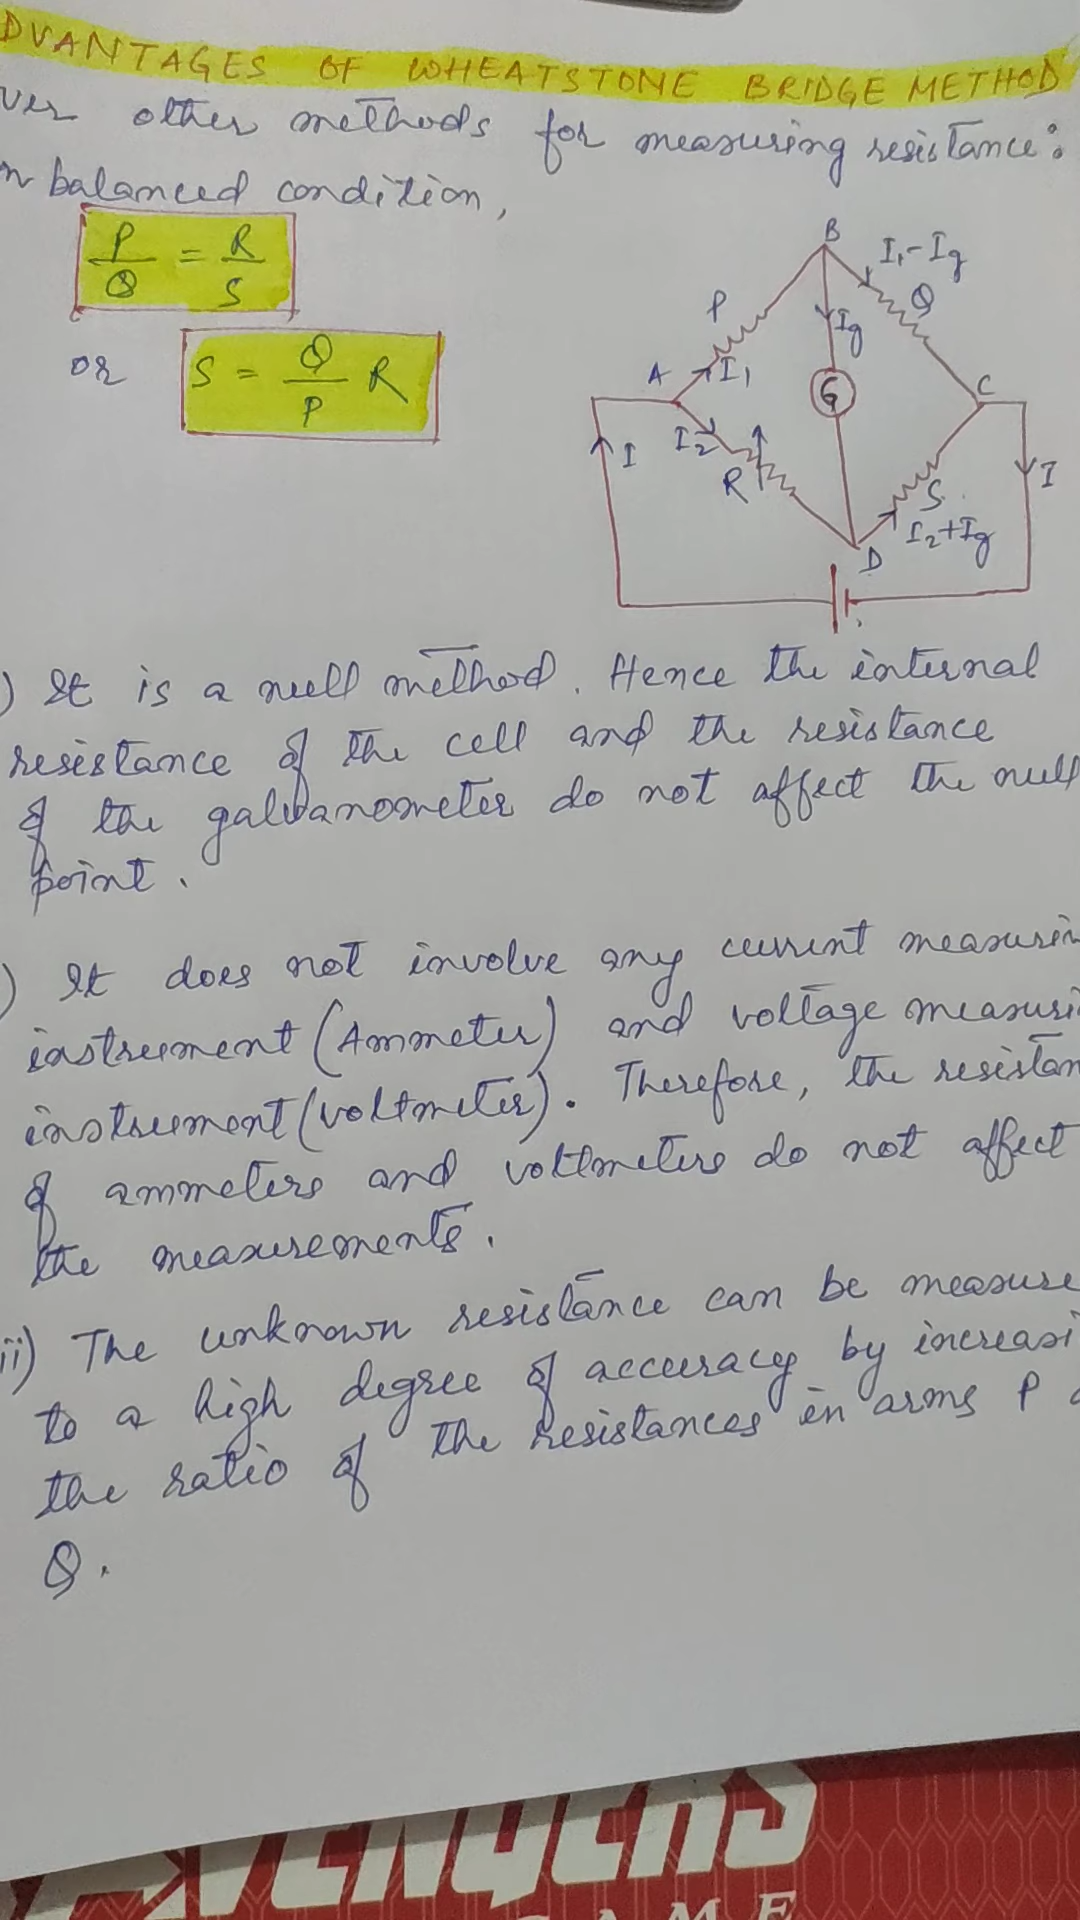 DVANTAGES OF WHEATSTONE BRIDGE METHOD
ver other methods for measuring resistance:
n balanced condition,
P/Q = R/S
or S = Q/P R
B
I1-Ig
P
Q
Ig
A
I1
G
C
I
I2
R
S
I
I2+Ig
D
) It is a null method. Hence the internal
resistance of the cell and the resistance
of the galvanometer do not affect the null
point.
) It does not involve any current measurin
instrument (Ammeter) and voltage measuri
instrument (voltmeter). Therefore, the resistan
of ammeters and voltmeters do not affect
the measurements.
ii) The unknown resistance can be measure
to a high degree of accuracy by increasi
the ratio of the resistances in arms P a
Q.
VENGERS
AME